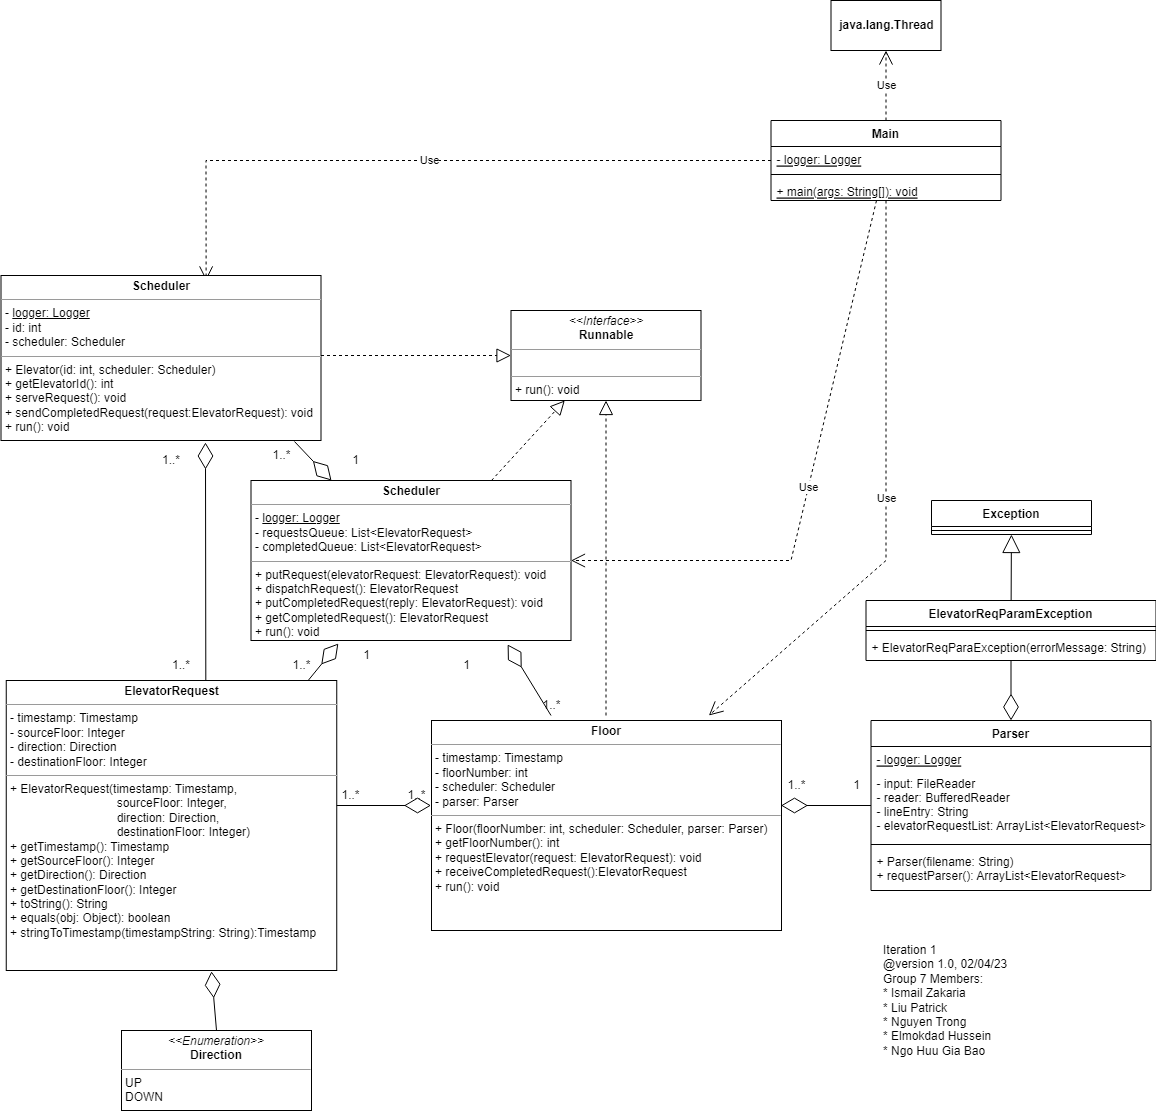 java.lang.Thread
Use
Main
- logger: Logger
+ main(args: String[]): void
Use
Scheduler
- logger: Logger
- id: int
- scheduler: Scheduler
+ Elevator(id: int, scheduler: Scheduler)
+ getElevatorId(): int
+ serveRequest(): void
+ sendCompletedRequest(request:ElevatorRequest): void
+ run(): void
<<Interface>>
Runnable
+ run(): void
1..*
1..*
1
Scheduler
- logger: Logger
- requestsQueue: List<ElevatorRequest>
- completedQueue: List<ElevatorRequest>
+ putRequest(elevatorRequest: ElevatorRequest): void
+ dispatchRequest(): ElevatorRequest
+ putCompletedRequest(reply: ElevatorRequest): void
+ getCompletedRequest(): ElevatorRequest
+ run(): void
Use
Use
Exception
ElevatorReqParamException
+ ElevatorReqParaException(errorMessage: String)
1..*
1..*
1
1
1..*
ElevatorRequest
- timestamp: Timestamp
- sourceFloor: Integer
- direction: Direction
- destinationFloor: Integer
+ ElevatorRequest(timestamp: Timestamp,
sourceFloor: Integer,
direction: Direction,
destinationFloor: Integer)
+ getTimestamp(): Timestamp
+ getSourceFloor(): Integer
+ getDirection(): Direction
+ getDestinationFloor(): Integer
+ toString(): String
+ equals(obj: Object): boolean
+ stringToTimestamp(timestampString: String):Timestamp
1..*
1..*
Floor
- timestamp: Timestamp
- floorNumber: int
- scheduler: Scheduler
- parser: Parser
+ Floor(floorNumber: int, scheduler: Scheduler, parser: Parser)
+ getFloorNumber(): int
+ requestElevator(request: ElevatorRequest): void
+ receiveCompletedRequest():ElevatorRequest
+ run(): void
1..*
1
Parser
- logger: Logger
- input: FileReader
- reader: BufferedReader
- lineEntry: String
- elevatorRequestList: ArrayList<ElevatorRequest>
+ Parser(filename: String)
+ requestParser(): ArrayList<ElevatorRequest>
<<Enumeration>>
Direction
UP
DOWN
Iteration 1
@version 1.0, 02/04/23
Group 7 Members:
* Ismail Zakaria
* Liu Patrick
* Nguyen Trong
* Elmokdad Hussein
* Ngo Huu Gia Bao